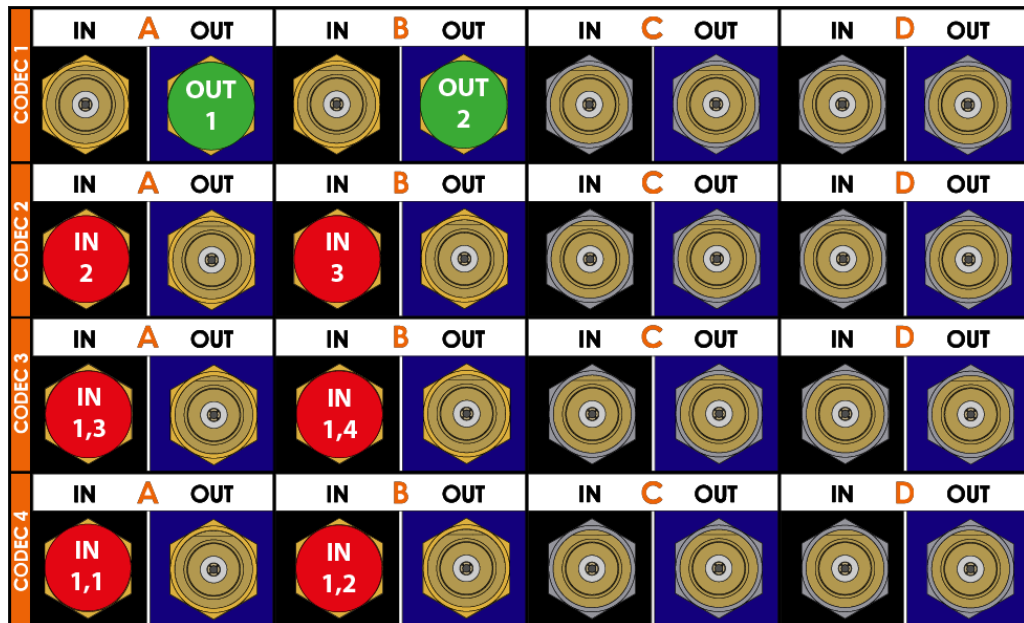 CODEC 1
IN A OUT IN B OUT IN C OUT IN D OUT
OUT
1
OUT
2
CODEC 2
IN A OUT IN B OUT IN C OUT IN D OUT
IN
2
IN
3
CODEC 3
IN A OUT IN B OUT IN C OUT IN D OUT
IN
1,3
IN
1,4
CODEC 4
IN A OUT IN B OUT IN C OUT IN D OUT
IN
1,1
IN
1,2